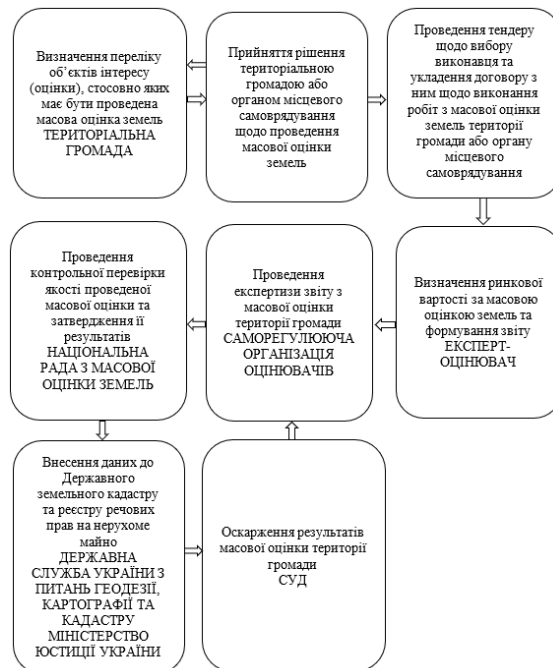 Визначення переліку
об’єктів інтересу
(оцінки), стосовно яких
має бути проведена
масова оцінка земель
ТЕРИТОРІАЛЬНА
ГРОМАДА
Прийняття рішення
територіальною
громадою або
органом місцевого
самоврядування
щодо проведення
масової оцінки
земель
Проведення тендеру
щодо вибору
виконавця та
укладення договору з
ним щодо виконання
робіт з масової оцінки
земель території
громади або органу
місцевого
самоврядування
Визначення ринкової
вартості за масовою
оцінкою земель та
формування звіту
ЕКСПЕРТ-
ОЦІНЮВАЧ
Проведення
експертизи звіту з
масової оцінки
території громади
САМОРЕГУЛЮЮЧА
ОРГАНІЗАЦІЯ
ОЦІНЮВАЧІВ
Проведення
контрольної перевірки
якості проведеної
масової оцінки та
затвердження її
результатів
НАЦІОНАЛЬНА
РАДА З МАСОВОЇ
ОЦІНКИ ЗЕМЕЛЬ
Внесення даних до
Державного
земельного кадастру
та реєстру речових
прав на нерухоме
майно
ДЕРЖАВНА
СЛУЖБА УКРАЇНИ З
ПИТАНЬ ГЕОДЕЗІЇ,
КАРТОГРАФІЇ ТА
КАДАСТРУ
МІНІСТЕРСТВО
ЮСТИЦІЇ УКРАЇНИ
Оскарження результатів
масової оцінки території
громади
СУД